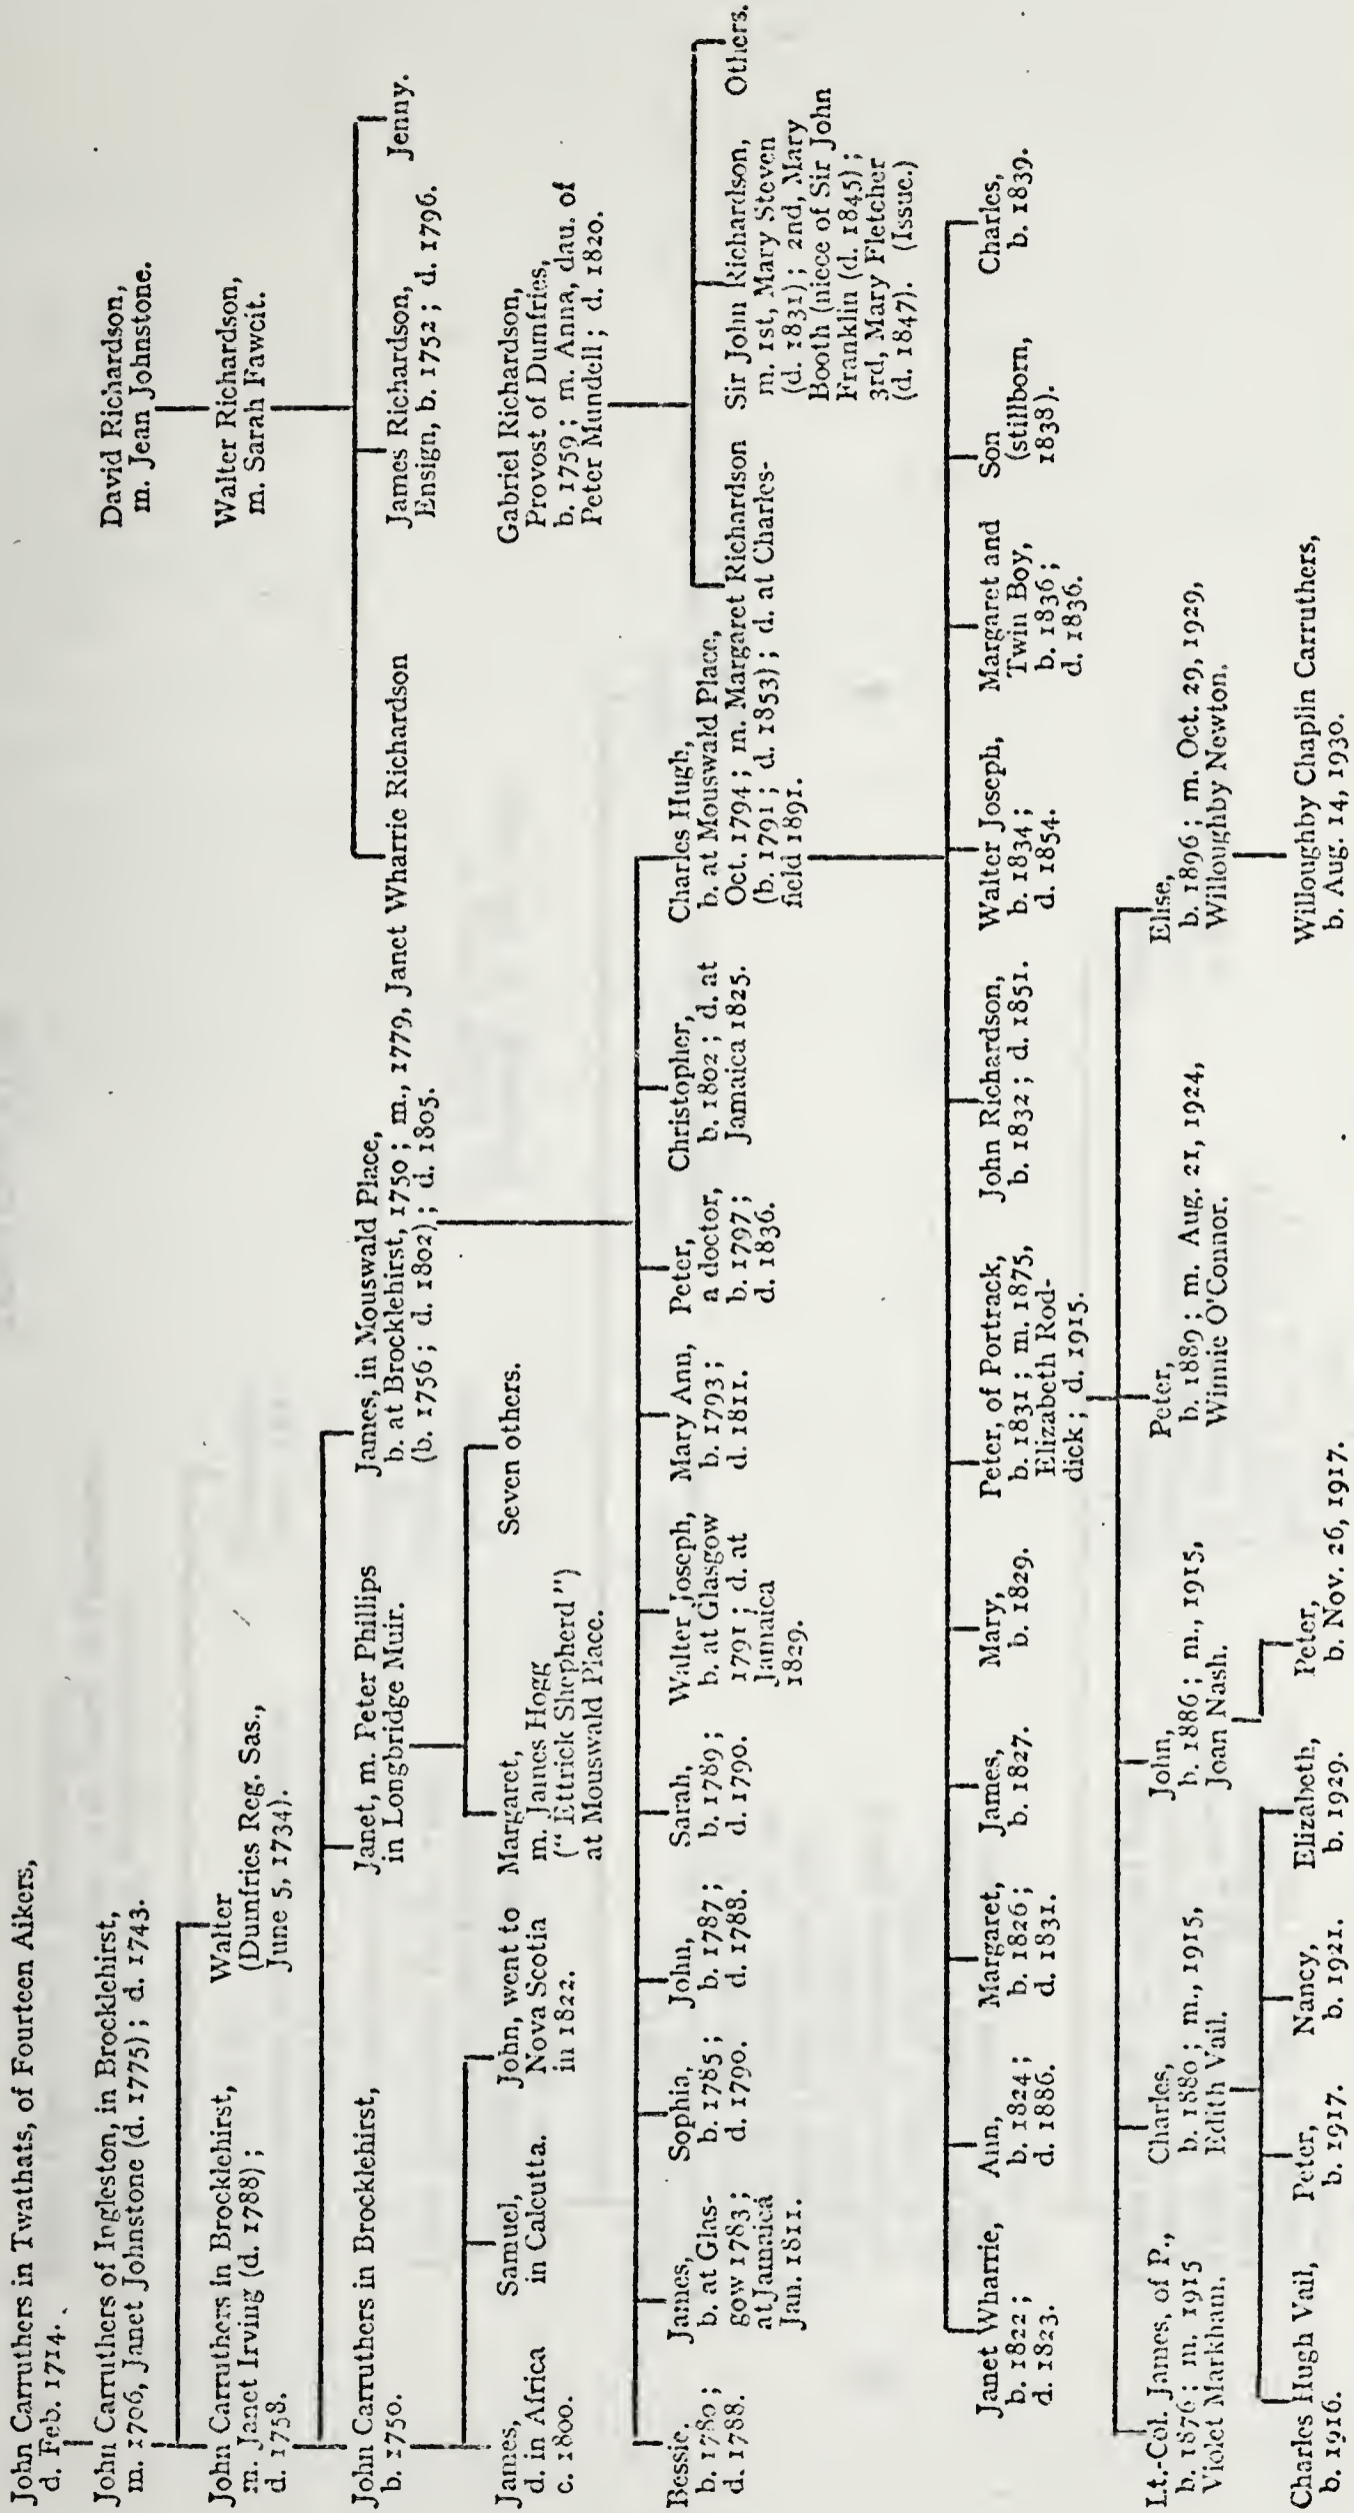 John Carruthers in Twathats, of Fourteen Aikers,
d. Feb. 1714.
John Carruthers of Ingleston, in Brocklehirst,
m. 1706, Janet Johnstone (d. 1775); d. 1743.
David Richardson,
m. Jean Johnstone.
John Carruthers in Brocklehirst,
m. Janet Irving (d. 1788);
d. 1758.
Walter
(Dumfries Reg. Sas.,
June 5, 1734).
Walter Richardson,
m. Sarah Fawcit.
John Carruthers in Brocklehirst,
b. 1750.
Janet, m. Peter Phillips
in Longbridge Muir.
James, in Mouswald Place,
b. at Brocklehirst, 1750; m., 1779, Janet Wharrie Richardson
(b. 1756; d. 1802); d. 1805.
James Richardson,
Ensign, b. 1752; d. 1796.
Jenny.
James,
d. in Africa
c. 1800.
Samuel,
in Calcutta.
John, went to
Nova Scotia
in 1822.
Margaret,
m. James Hogg
("Ettrick Shepherd")
at Mouswald Place.
Seven others.
Gabriel Richardson,
Provost of Dumfries,
b. 1759; m. Anna, dau. of
Peter Mundell; d. 1820.
Bessie,
b. 1780;
d. 1788.
James,
b. at Glas-
gow 1783;
at Jamaica
Jan. 1811.
Sophia,
b. 1785;
d. 1790.
John,
b. 1787;
d. 1788.
Sarah,
b. 1789;
d. 1790.
Walter Joseph,
b. at Glasgow
1791; d. at
Jamaica
1829.
Mary Ann,
b. 1793;
d. 1811.
Peter,
a doctor,
b. 1797;
d. 1836.
Christopher,
b. 1802; d. at
Jamaica 1825.
Charles Hugh,
b. at Mouswald Place,
Oct. 1794; m. Margaret Richardson
(b. 1791; d. 1853); d. at Charles-
field 1891.
Sir John Richardson,
m. 1st, Mary Steven
(d. 1831); 2nd, Mary
Booth (niece of Sir John
Franklin (d. 1845);
3rd, Mary Fletcher
(d. 1847). (Issue.)
Others.
Janet Wharrie,
b. 1822;
d. 1823.
Ann,
b. 1824;
d. 1886.
Margaret,
b. 1826;
d. 1831.
James,
b. 1827.
Mary,
b. 1829.
Peter, of Portrack,
b. 1831; m. 1875,
Elizabeth Rod-
dick; d. 1915.
John Richardson,
b. 1832; d. 1851.
Walter Joseph,
b. 1834;
d. 1854.
Margaret and
Twin Boy,
b. 1836;
d. 1836.
Son
(stillborn,
1838).
Charles,
b. 1839.
Lt.-Col. James, of P.,
b. 1876; m. 1915
Violet Markham.
Charles,
b. 1880; m., 1915,
Edith Vail.
John,
b. 1886; m., 1915,
Joan Nash.
Peter,
b. 1889; m. Aug. 21, 1924,
Winnie O'Connor.
Elise,
b. 1896; m. Oct. 29, 1929,
Willoughby Newton.
Charles Hugh Vail,
b. 1916.
Peter,
b. 1917.
Nancy,
b. 1921.
Elizabeth,
b. 1929.
Peter,
b. Nov. 26, 1917.
Willoughby Chaplin Carruthers,
b. Aug. 14, 1930.